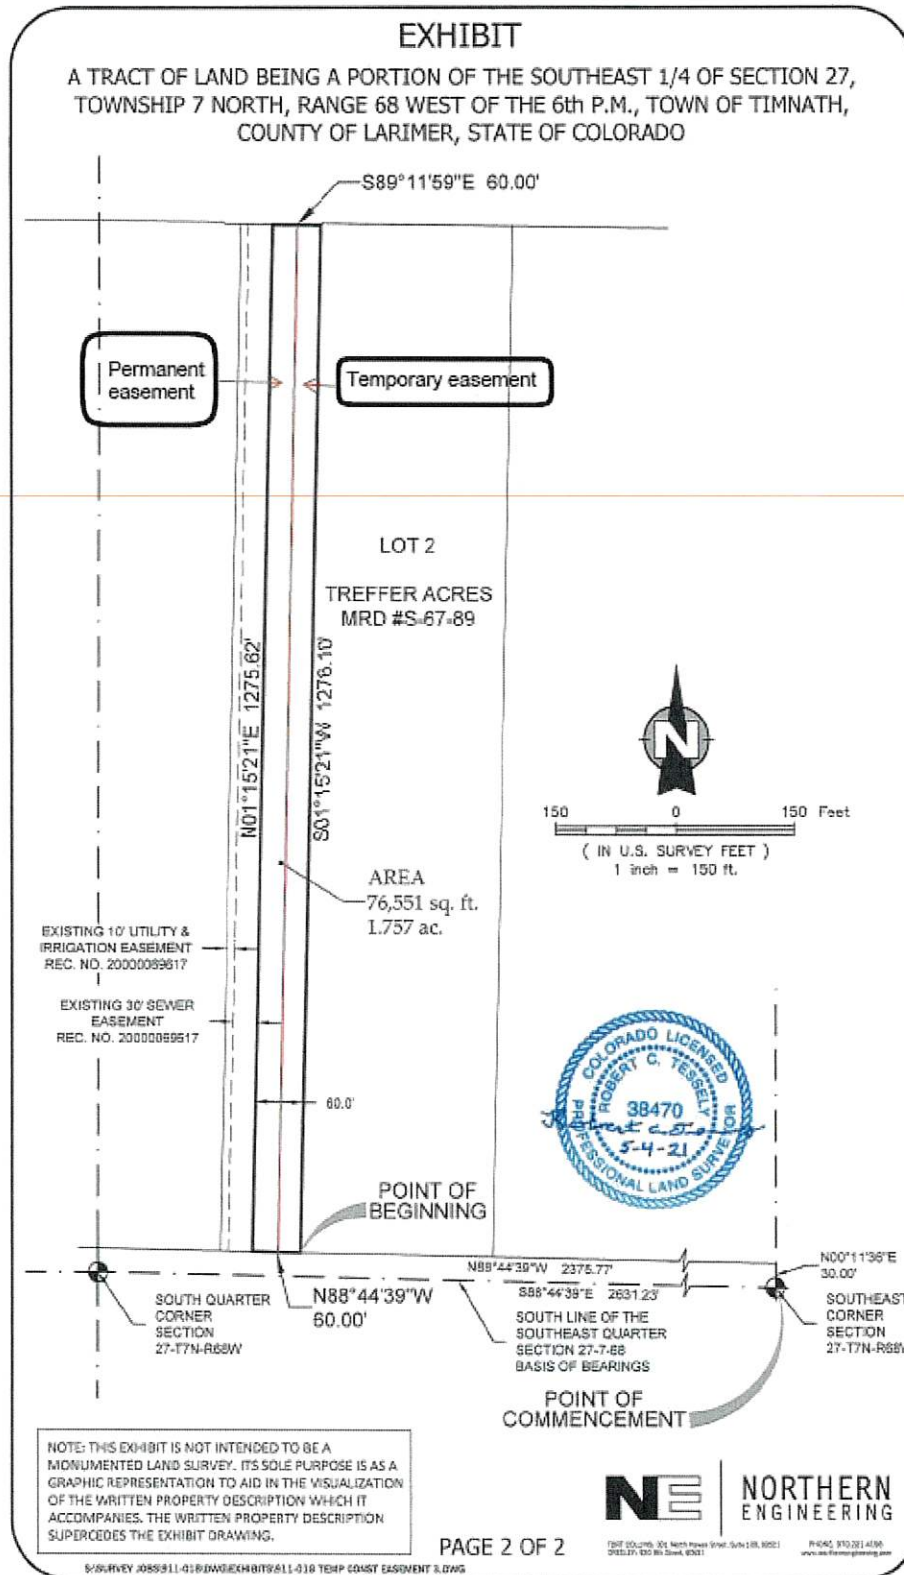 EXHIBIT
A TRACT OF LAND BEING A PORTION OF THE SOUTHEAST 1/4 OF SECTION 27,
TOWNSHIP 7 NORTH, RANGE 68 WEST OF THE 6th P.M., TOWN OF TIMNATH,
COUNTY OF LARIMER, STATE OF COLORADO
S89°11'59"E 60.00'
Permanent
easement
Temporary easement
LOT 2
TREFFER ACRES
MRD #S-67-89
N01°15'21"E 1275.62'
S01°15'21"W 1276.10'
N
150 0 150 Feet
( IN U.S. SURVEY FEET )
1 inch = 150 ft.
AREA
76,551 sq. ft.
1.757 ac.
EXISTING 10' UTILITY &
IRRIGATION EASEMENT
REC. NO. 20000069617
EXISTING 30' SEWER
EASEMENT
REC. NO. 20000069617
60.0'
COLORADO LICENSED
ROBERT C. TESSELY
38470
5-4-21
PROFESSIONAL LAND SURVEYOR
POINT OF
BEGINNING
N88°44'39"W 2375.77'
S88°44'39"E 2631.23'
N00°11'36"E
30.00'
SOUTH QUARTER
CORNER
SECTION
27-T7N-R68W
N88°44'39"W
60.00'
SOUTH LINE OF THE
SOUTHEAST QUARTER
SECTION 27-7-68
BASIS OF BEARINGS
SOUTHEAST
CORNER
SECTION
27-T7N-R68W
POINT OF
COMMENCEMENT
NOTE: THIS EXHIBIT IS NOT INTENDED TO BE A
MONUMENTED LAND SURVEY. ITS SOLE PURPOSE IS AS A
GRAPHIC REPRESENTATION TO AID IN THE VISUALIZATION
OF THE WRITTEN PROPERTY DESCRIPTION WHICH IT
ACCOMPANIES. THE WRITTEN PROPERTY DESCRIPTION
SUPERCEDES THE EXHIBIT DRAWING.
NE NORTHERN
ENGINEERING
PAGE 2 OF 2